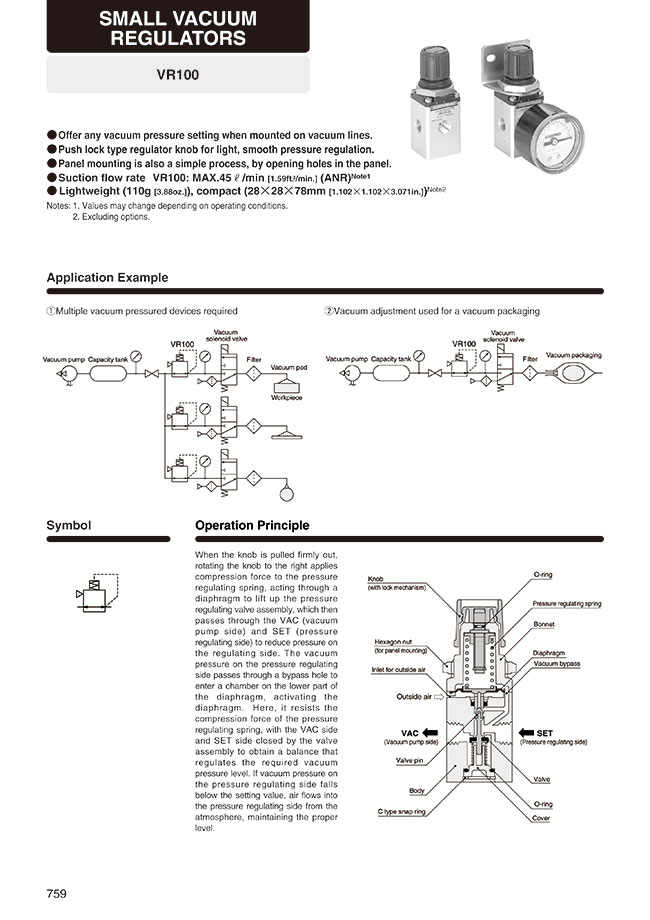 SMALL VACUUM
REGULATORS
VR100
●Offer any vacuum pressure setting when mounted on vacuum lines.
●Push lock type regulator knob for light, smooth pressure regulation.
●Panel mounting is also a simple process, by opening holes in the panel.
●Suction flow rate VR100: MAX.45 ℓ/min [1.59ft³/min.] (ANR)Note1
●Lightweight (110g [3.88oz.]), compact (28×28×78mm [1.102×1.102×3.071in.])Note2
Notes: 1. Values may change depending on operating conditions.
2. Excluding options.
Application Example
①Multiple vacuum pressured devices required
②Vacuum adjustment used for a vacuum packaging
Vacuum pump
Capacity tank
VR100
Vacuum
solenoid valve
Filter
Vacuum pad
Workpiece
Vacuum pump
Capacity tank
VR100
Vacuum
solenoid valve
Filter
Vacuum packaging
Symbol
Operation Principle
When the knob is pulled firmly out,
rotating the knob to the right applies
compression force to the pressure
regulating spring, acting through a
diaphragm to lift up the pressure
regulating valve assembly, which then
passes through the VAC (vacuum
pump side) and SET (pressure
regulating side) to reduce pressure on
the regulating side. The vacuum
pressure on the pressure regulating
side passes through a bypass hole to
enter a chamber on the lower part of
the diaphragm, activating the
diaphragm. Here, it resists the
compression force of the pressure
regulating spring, with the VAC side
and SET side closed by the valve
assembly to obtain a balance that
regulates the required vacuum
pressure level. If vacuum pressure on
the pressure regulating side falls
below the setting value, air flows into
the pressure regulating side from the
atmosphere, maintaining the proper
level.
Knob
(with lock mechanism)
Hexagon nut
(for panel mounting)
Inlet for outside air
Outside air
VAC
(Vacuum pump side)
Valve pin
Body
C type snap ring
O-ring
Pressure regulating spring
Bonnet
Diaphragm
Vacuum bypass
SET
(Pressure regulating side)
Valve
O-ring
Cover
759